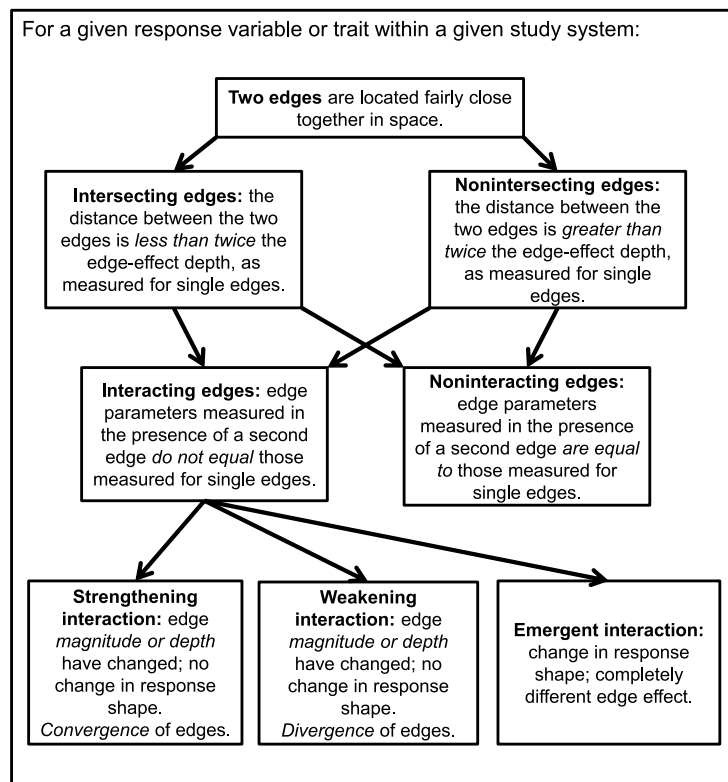 For a given response variable or trait within a given study system:
Two edges are located fairly close
together in space.
Intersecting edges: the
distance between the two
edges is less than twice the
edge-effect depth, as
measured for single edges.
Nonintersecting edges:
the distance between the
two edges is greater than
twice the edge-effect depth,
as measured for single
edges.
Interacting edges: edge
parameters measured in
the presence of a second
edge do not equal those
measured for single edges.
Noninteracting edges:
edge parameters
measured in the presence
of a second edge are equal
to those measured for
single edges.
Strengthening
interaction: edge
magnitude or depth
have changed; no
change in response
shape.
Convergence of edges.
Weakening
interaction: edge
magnitude or depth
have changed; no
change in response
shape.
Divergence of edges.
Emergent interaction:
change in response
shape; completely
different edge effect.